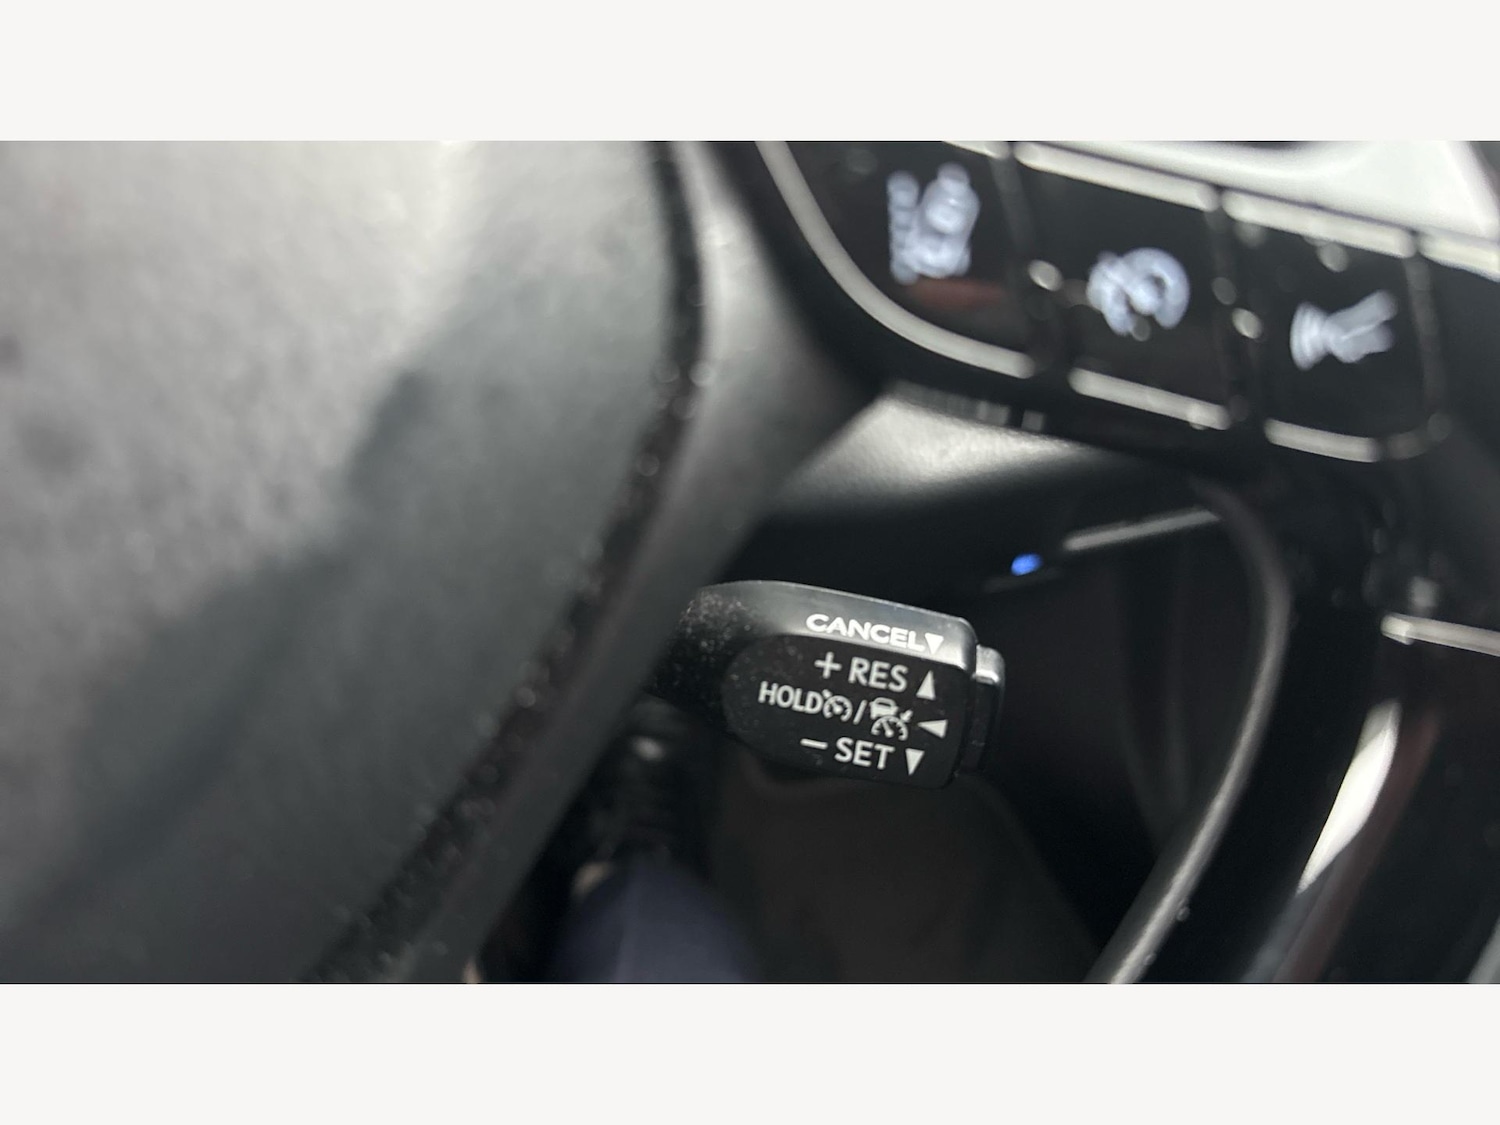 CANCEL▼
+ RES ▲
HOLD / ◀
− SET ▼